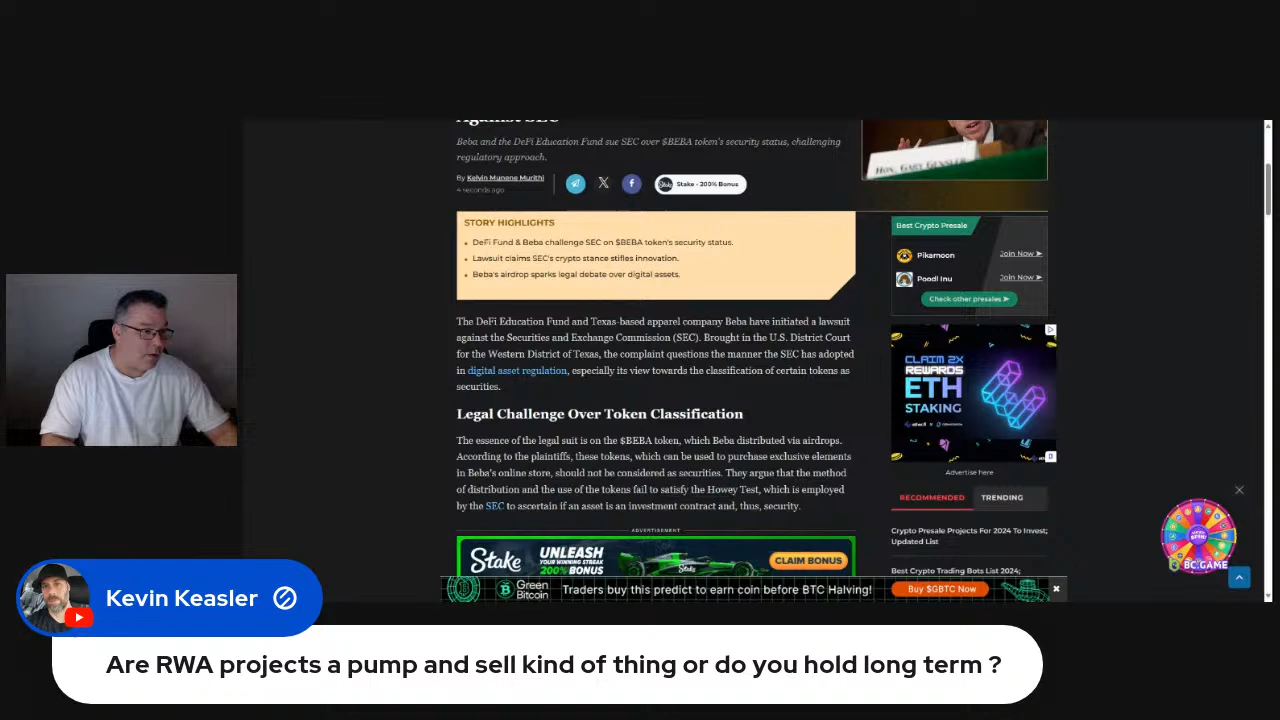 Against SEC
Beba and the DeFi Education Fund sue SEC over $BEBA token's security status, challenging
regulatory approach.
By Kelvin Munene Murithi
4 seconds ago
Stake
Stake - 200% Bonus
HON. GARY GENSLER
STORY HIGHLIGHTS
DeFi Fund & Beba challenge SEC on $BEBA token's security status.
Lawsuit claims SEC's crypto stance stifles innovation.
Beba's airdrop sparks legal debate over digital assets.
The DeFi Education Fund and Texas-based apparel company Beba have initiated a lawsuit
against the Securities and Exchange Commission (SEC). Brought in the U.S. District Court
for the Western District of Texas, the complaint questions the manner the SEC has adopted
in digital asset regulation, especially its view towards the classification of certain tokens as
securities.
Legal Challenge Over Token Classification
The essence of the legal suit is on the $BEBA token, which Beba distributed via airdrops.
According to the plaintiffs, these tokens, which can be used to purchase exclusive elements
in Beba's online store, should not be considered as securities. They argue that the method
of distribution and the use of the tokens fail to satisfy the Howey Test, which is employed
by the SEC to ascertain if an asset is an investment contract and, thus, security.
ADVERTISEMENT
Stake
UNLEASH
YOUR WINNING STREAK
200% BONUS
Stake
CLAIM BONUS
Best Crypto Presale
Pikamoon
Join Now ➤
Poodl Inu
Join Now ➤
Check other presales ➤
CLAIM 2X
REWARDS
ETH
STAKING
Advertise here
RECOMMENDED
TRENDING
Crypto Presale Projects For 2024 To Invest;
Updated List
Best Crypto Trading Bots List 2024;
BC.GAME
Green
Bitcoin
Traders buy this predict to earn coin before BTC Halving!
Buy $GBTC Now
Kevin Keasler
Are RWA projects a pump and sell kind of thing or do you hold long term ?